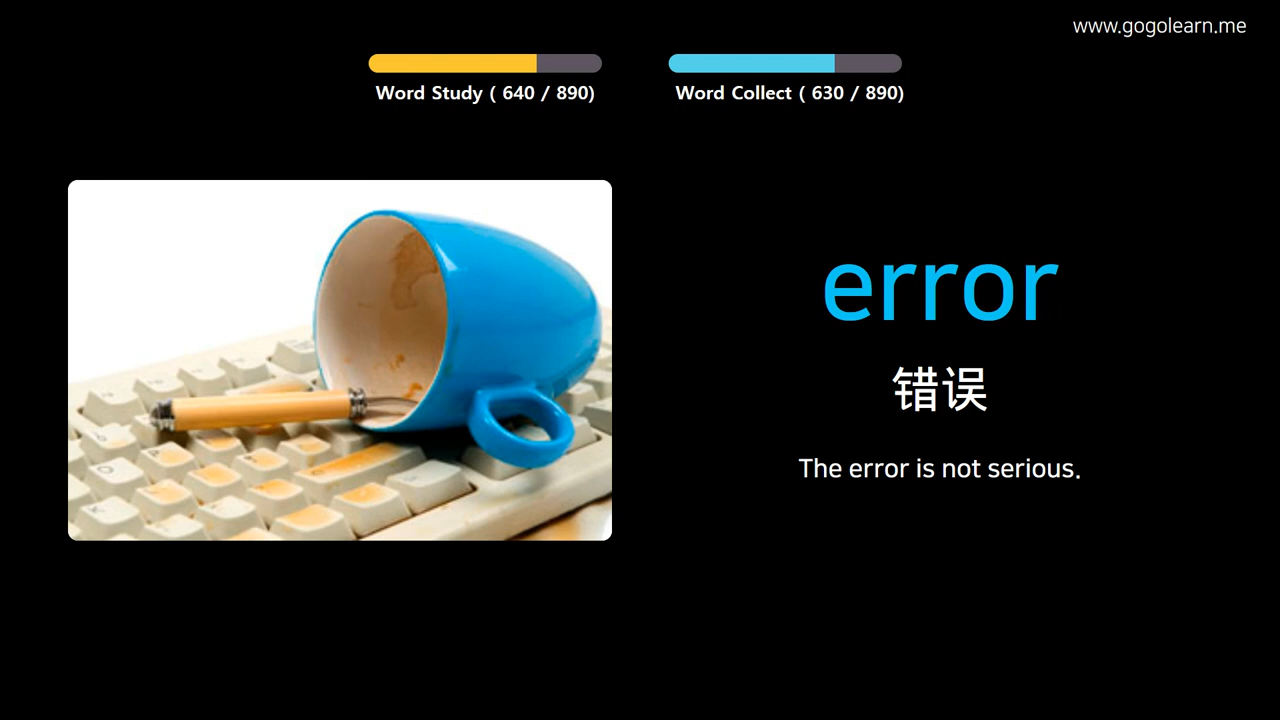 www.gogolearn.me
Word Study ( 640 / 890)
Word Collect ( 630 / 890)
error
错误
The error is not serious.